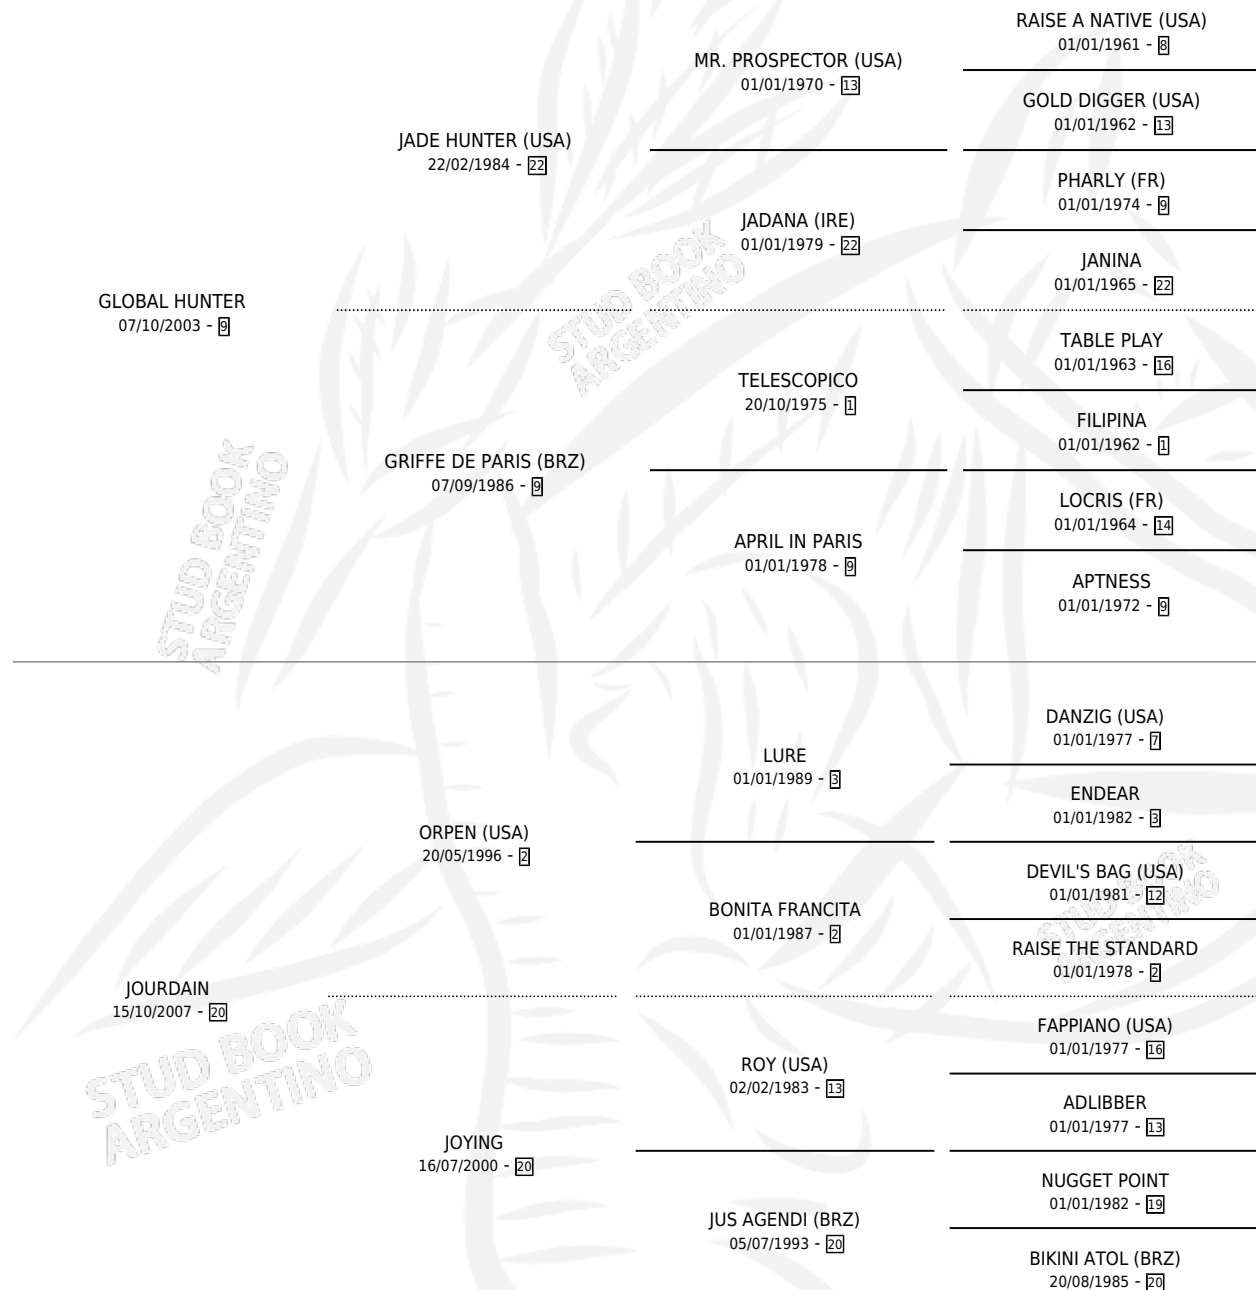 RAISE A NATIVE (USA)
01/01/1961 - 8
MR. PROSPECTOR (USA)
01/01/1970 - 13
GOLD DIGGER (USA)
01/01/1962 - 13
JADE HUNTER (USA)
22/02/1984 - 22
PHARLY (FR)
01/01/1974 - 9
JADANA (IRE)
01/01/1979 - 22
JANINA
01/01/1965 - 22
GLOBAL HUNTER
07/10/2003 - 9
TABLE PLAY
01/01/1963 - 16
TELESCOPICO
20/10/1975 - 1
FILIPINA
01/01/1962 - 1
GRIFFE DE PARIS (BRZ)
07/09/1986 - 9
LOCRIS (FR)
01/01/1964 - 14
APRIL IN PARIS
01/01/1978 - 9
APTNESS
01/01/1972 - 9
DANZIG (USA)
01/01/1977 - 7
LURE
01/01/1989 - 3
ENDEAR
01/01/1982 - 3
ORPEN (USA)
20/05/1996 - 2
DEVIL'S BAG (USA)
01/01/1981 - 12
BONITA FRANCITA
01/01/1987 - 2
RAISE THE STANDARD
01/01/1978 - 2
JOURDAIN
15/10/2007 - 20
FAPPIANO (USA)
01/01/1977 - 16
ROY (USA)
02/02/1983 - 13
ADLIBBER
01/01/1977 - 13
JOYING
16/07/2000 - 20
NUGGET POINT
01/01/1982 - 19
JUS AGENDI (BRZ)
05/07/1993 - 20
BIKINI ATOL (BRZ)
20/08/1985 - 20
STUD BOOK
ARGENTINO
STUD BOOK
ARGENTINO
STUD BOOK
ARGENTINO
STUD BOOK
ARGENTINO